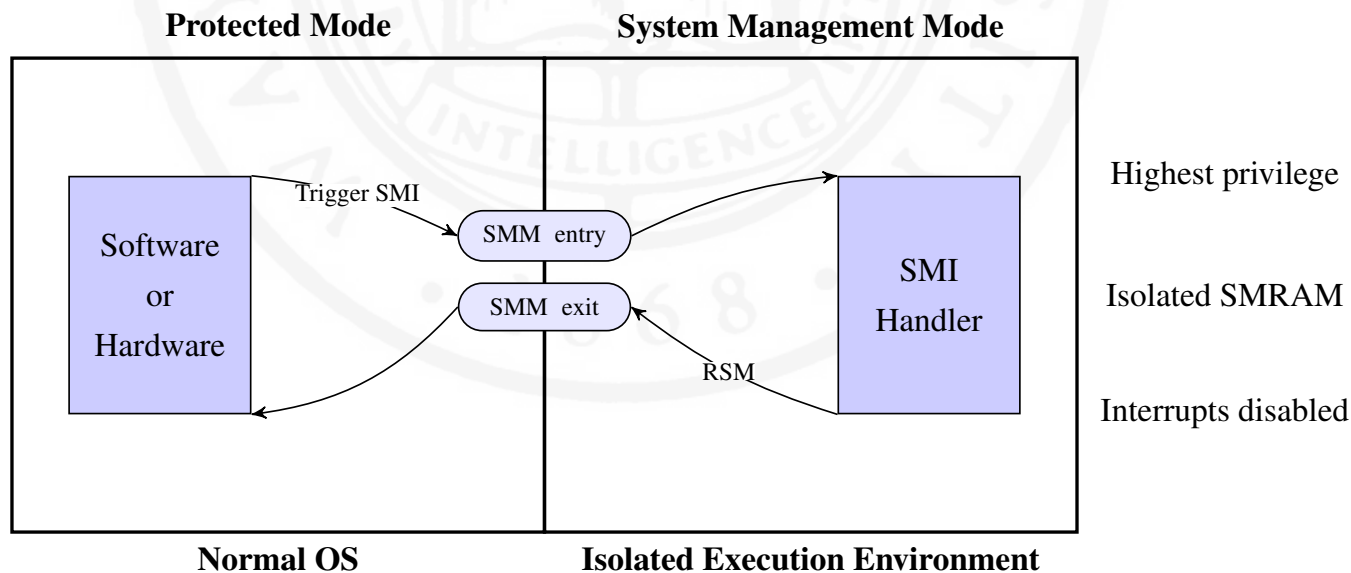 Protected Mode
System Management Mode
INTELLIGENCE
Trigger SMI
Highest privilege
SMM entry
Software
or
Hardware
SMI
Handler
SMM exit
Isolated SMRAM
RSM
Interrupts disabled
Normal OS
Isolated Execution Environment